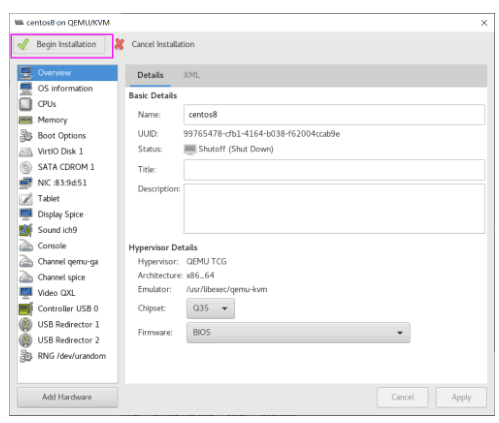 centos8 on QEMU/KVM
Begin Installation
Cancel Installation
Overview
OS information
CPUs
Memory
Boot Options
VirtIO Disk 1
SATA CDROM 1
NIC :83:9d:51
Tablet
Display Spice
Sound ich9
Console
Channel qemu-ga
Channel spice
Video QXL
Controller USB 0
USB Redirector 1
USB Redirector 2
RNG /dev/urandom
Add Hardware
Details XML
Basic Details
Name: centos8
UUID: 99765478-cfb1-4164-b038-f62004ccab9e
Status: Shutoff (Shut Down)
Title:
Description:
Hypervisor Details
Hypervisor: QEMU TCG
Architecture: x86_64
Emulator: /usr/libexec/qemu-kvm
Chipset: Q35
Firmware: BIOS
Cancel Apply